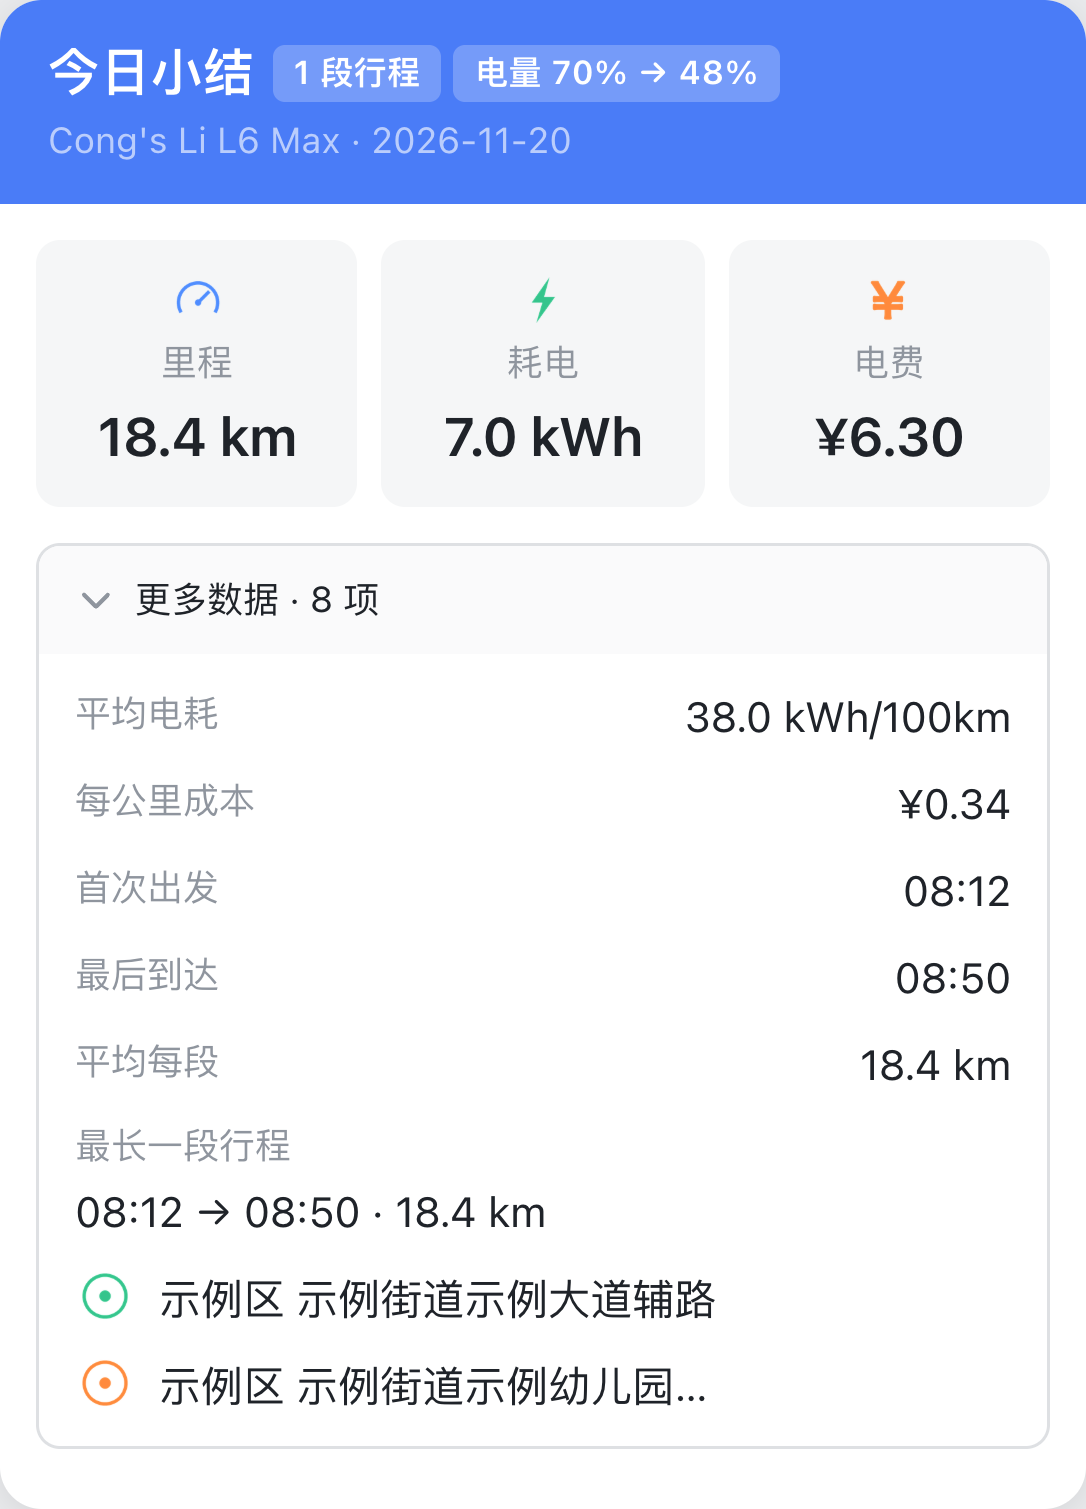 今日小结 1 段行程 电量 70% → 48%
Cong's Li L6 Max · 2026-11-20
里程 耗电 电费
18.4 km 7.0 kWh ¥6.30
更多数据 · 8 项
平均电耗 38.0 kWh/100km
每公里成本 ¥0.34
首次出发 08:12
最后到达 08:50
平均每段 18.4 km
最长一段行程
08:12 → 08:50 · 18.4 km
示例区 示例街道示例大道辅路
示例区 示例街道示例幼儿园...